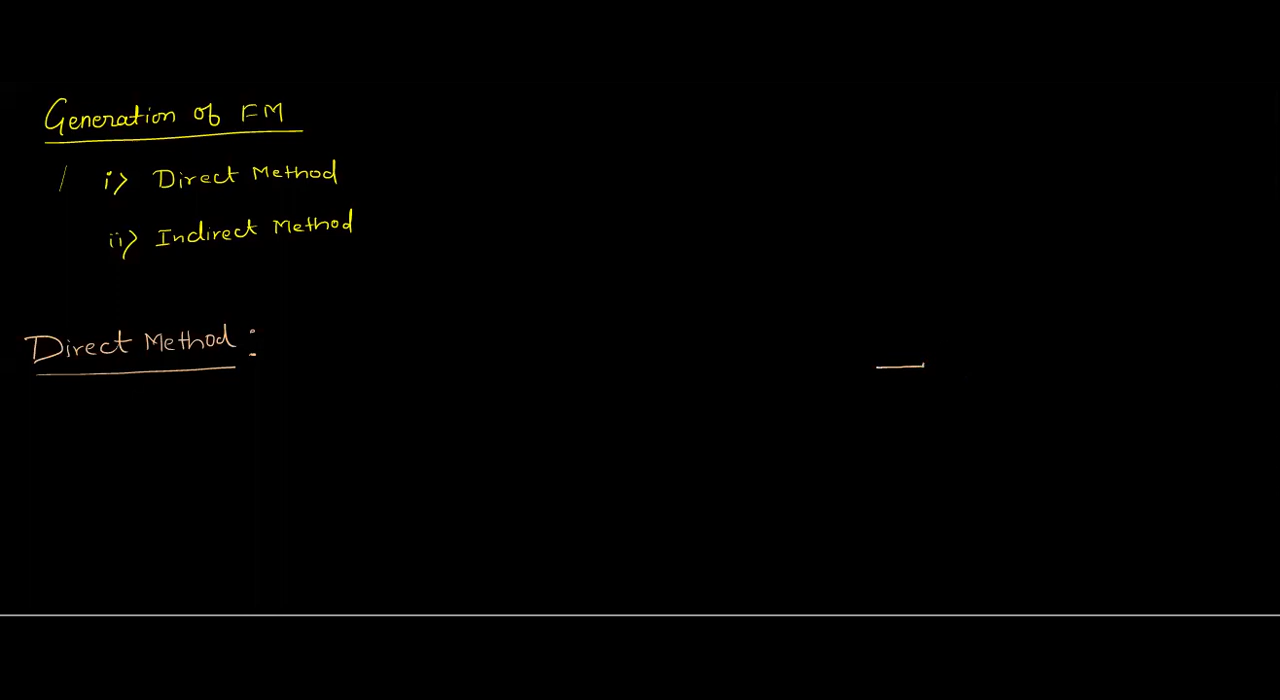 Generation of FM
i> Direct Method
ii> Indirect Method
Direct Method :